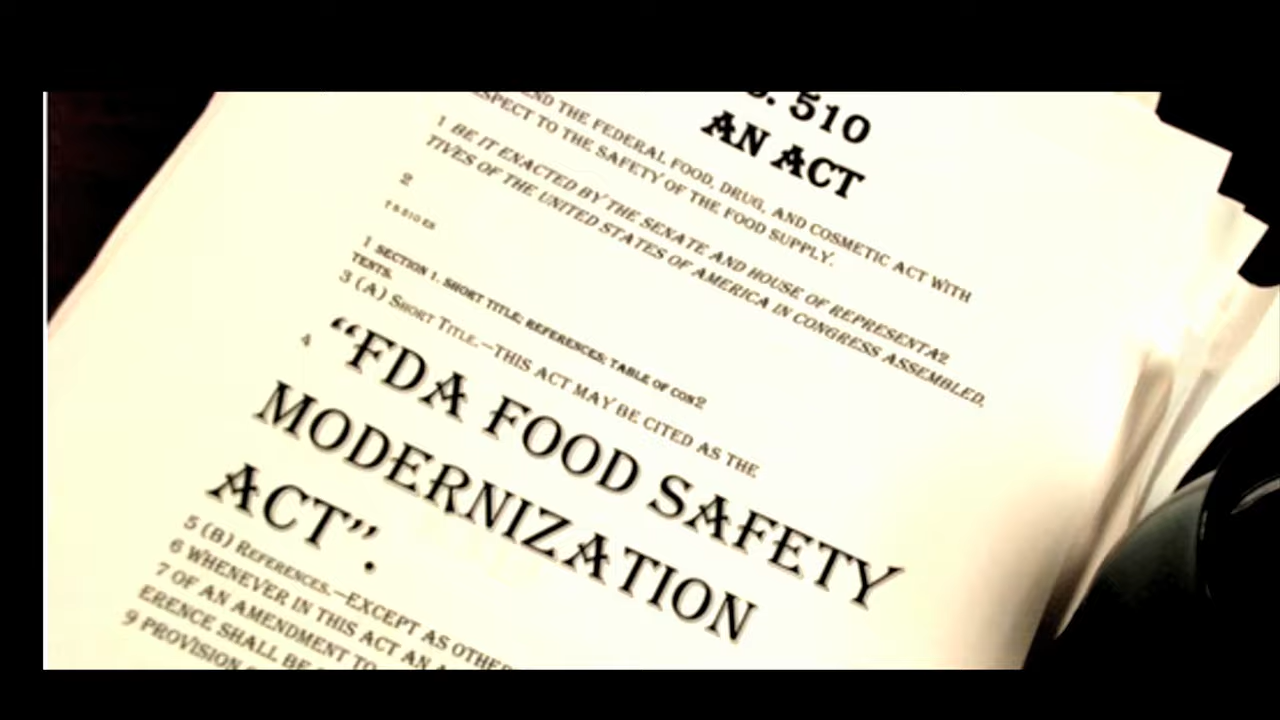 S. 510
AN ACT
END THE FEDERAL FOOD, DRUG, AND COSMETIC ACT WITH
RESPECT TO THE SAFETY OF THE FOOD SUPPLY.
1 BE IT ENACTED BY THE SENATE AND HOUSE OF REPRESENTA2
TIVES OF THE UNITED STATES OF AMERICA IN CONGRESS ASSEMBLED,
2
1 SECTION 1. SHORT TITLE; REFERENCES; TABLE OF CON2
TENTS.
3 (A) SHORT TITLE.—THIS ACT MAY BE CITED AS THE
4 “FDA FOOD SAFETY
MODERNIZATION
ACT”.
5 (B) REFERENCES.—EXCEPT AS OTHER
6 WHENEVER IN THIS ACT AN A
7 OF AN AMENDMENT TO
ERENCE SHALL BE
9 PROVISION